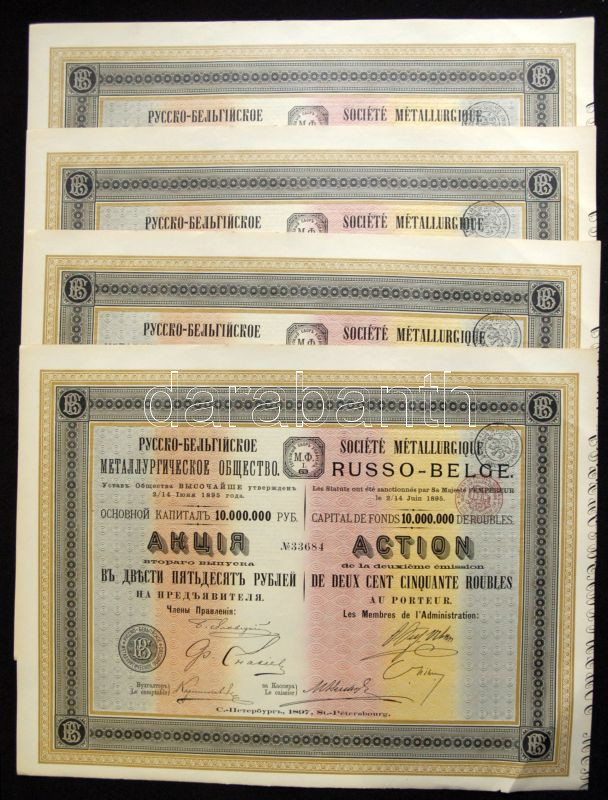 РУССКО-БЕЛЬГІЙСКОЕ SOCIÉTÉ MÉTALLURGIQUE
РУССКО-БЕЛЬГІЙСКОЕ SOCIÉTÉ MÉTALLURGIQUE
М.Ф.
РУССКО-БЕЛЬГІЙСКОЕ SOCIÉTÉ MÉTALLURGIQUE
М.Ф.
darabanth
РУССКО-БЕЛЬГІЙСКОЕ
МЕТАЛЛУРГИЧЕСКОЕ ОБЩЕСТВО.
Уставъ Общества ВЫСОЧАЙШЕ утвержденъ
2/14 Іюня 1895 года.
ОСНОВНОЙ КАПИТАЛЪ 10.000.000 РУБ.
АКЦІЯ
втораго выпуска
ВЪ ДВѢСТИ ПЯТЬДЕСЯТЪ РУБЛЕЙ
НА ПРЕДЪЯВИТЕЛЯ.
Члены Правленія:
М.Ф.
I.
№33684
SOCIÉTÉ MÉTALLURGIQUE
RUSSO-BELGE.
Les Statuts ont été sanctionnés par Sa Majesté l'EMPEREUR
le 2/14 Juin 1895.
CAPITAL DE FONDS 10.000.000 DE ROUBLES.
ACTION
de la deuxième émission
DE DEUX CENT CINQUANTE ROUBLES
AU PORTEUR.
Les Membres de l'Administration:
Бухгалтеръ
Le comptable
за Кассира
Le caissier
С.-Петербургъ, 1897, St.-Pétersbourg.